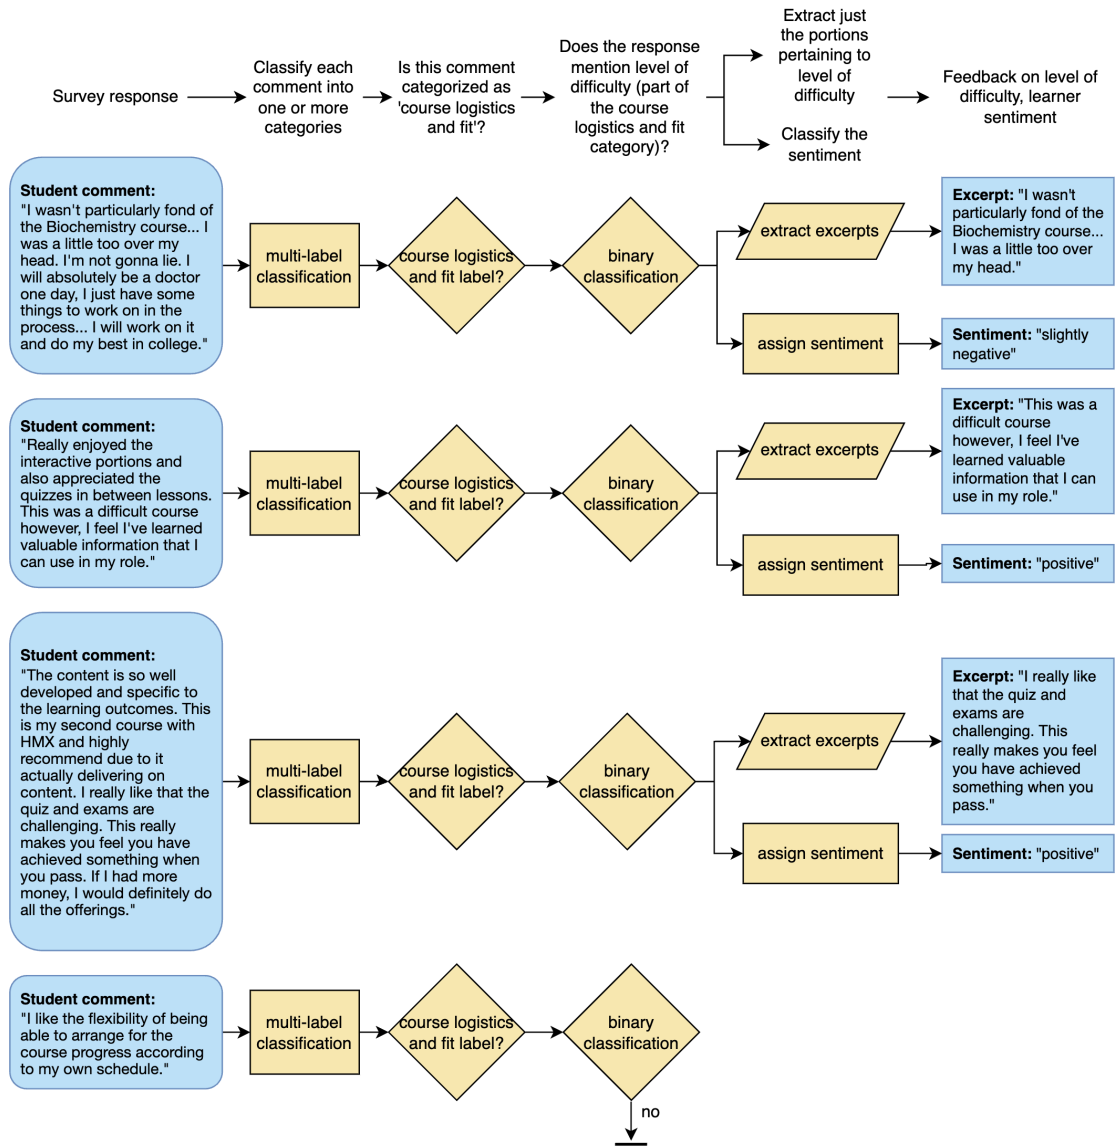 Survey response
Classify each
comment into
one or more
categories
Is this comment
categorized as
'course logistics
and fit'?
Does the response
mention level of
difficulty (part of
the course
logistics and fit
category)?
Extract just
the portions
pertaining to
level of
difficulty
Classify the
sentiment
Feedback on level of
difficulty, learner
sentiment
Student comment:
"I wasn't particularly fond of
the Biochemistry course... I
was a little too over my
head. I'm not gonna lie. I
will absolutely be a doctor
one day, I just have some
things to work on in the
process... I will work on it
and do my best in college."
multi-label
classification
course logistics
and fit label?
binary
classification
extract excerpts
assign sentiment
Excerpt: "I wasn't
particularly fond of the
Biochemistry course...
I was a little too over
my head."
Sentiment: "slightly
negative"
Student comment:
"Really enjoyed the
interactive portions and
also appreciated the
quizzes in between lessons.
This was a difficult course
however, I feel I've learned
valuable information that I
can use in my role."
multi-label
classification
course logistics
and fit label?
binary
classification
extract excerpts
assign sentiment
Excerpt: "This was a
difficult course
however, I feel I've
learned valuable
information that I can
use in my role."
Sentiment: "positive"
Student comment:
"The content is so well
developed and specific to
the learning outcomes. This
is my second course with
HMX and highly
recommend due to it
actually delivering on
content. I really like that the
quiz and exams are
challenging. This really
makes you feel you have
achieved something when
you pass. If I had more
money, I would definitely do
all the offerings."
multi-label
classification
course logistics
and fit label?
binary
classification
extract excerpts
assign sentiment
Excerpt: "I really like
that the quiz and
exams are
challenging. This
really makes you feel
you have achieved
something when you
pass."
Sentiment: "positive"
Student comment:
"I like the flexibility of being
able to arrange for the
course progress according
to my own schedule."
multi-label
classification
course logistics
and fit label?
binary
classification
no